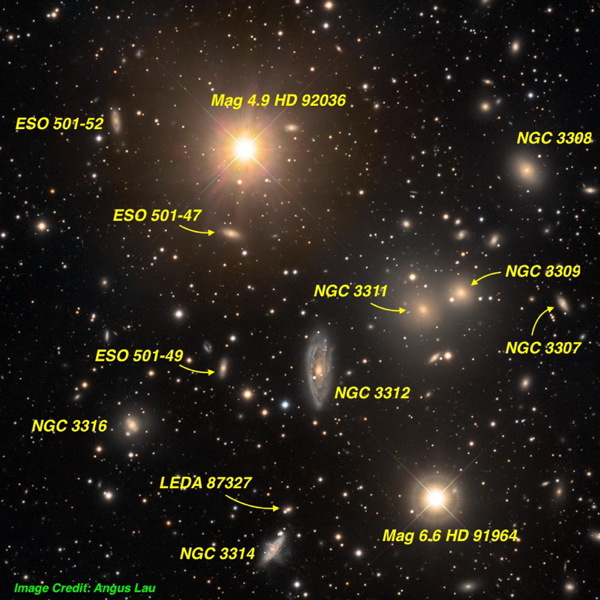 Mag 4.9 HD 92036
ESO 501-52
NGC 3308
ESO 501-47
NGC 3309
NGC 3311
NGC 3307
ESO 501-49
NGC 3312
NGC 3316
LEDA 87327
Mag 6.6 HD 91964
NGC 3314
Image Credit: Angus Lau